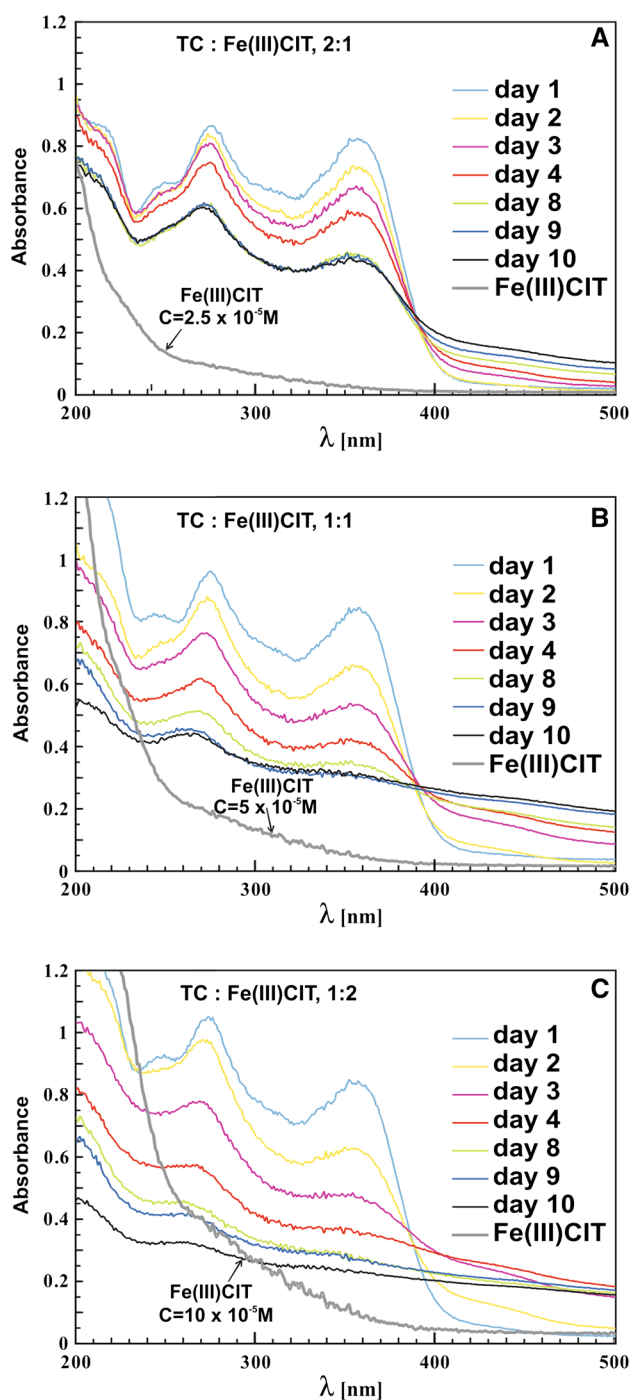 A
TC : Fe(III)CIT, 2:1
1.2
1
0.8
0.6
0.4
0.2
0
Absorbance
day 1
day 2
day 3
day 4
day 8
day 9
day 10
Fe(III)CIT
Fe(III)CIT
C=2.5 x 10⁻⁵M
200 300 400 500
λ [nm]
B
TC : Fe(III)CIT, 1:1
1.2
1
0.8
0.6
0.4
0.2
0
Absorbance
day 1
day 2
day 3
day 4
day 8
day 9
day 10
Fe(III)CIT
Fe(III)CIT
C=5 x 10⁻⁵M
200 300 400 500
λ [nm]
C
TC : Fe(III)CIT, 1:2
1.2
1
0.8
0.6
0.4
0.2
0
Absorbance
day 1
day 2
day 3
day 4
day 8
day 9
day 10
Fe(III)CIT
Fe(III)CIT
C=10 x 10⁻⁵M
200 300 400 500
λ [nm]